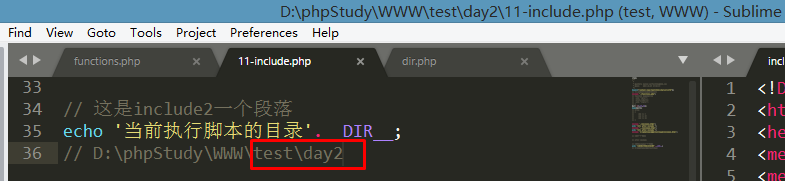 D:\phpStudy\WWW\test\day2\11-include.php (test, WWW) - Sublime
Find View Goto Tools Project Preferences Help
functions.php × 11-include.php × dir.php × inc
33
34 // 这是include2一个段落
35 echo '当前执行脚本的目录'.__DIR__;
36 // D:\phpStudy\WWW\test\day2
1 <!D
2 <ht
3 <he
4 <me
5 <me